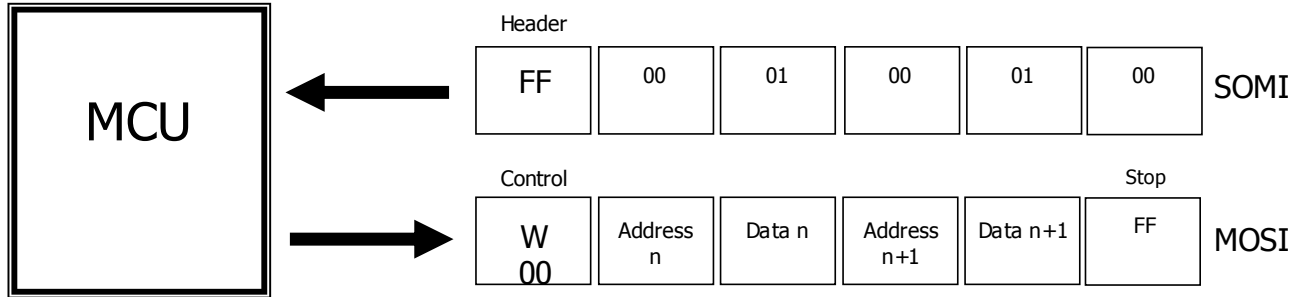 MCU
Header
FF 00 01 00 01 00 SOMI
Control Stop
W Address Data n Address Data n+1 FF MOSI
00 n n+1